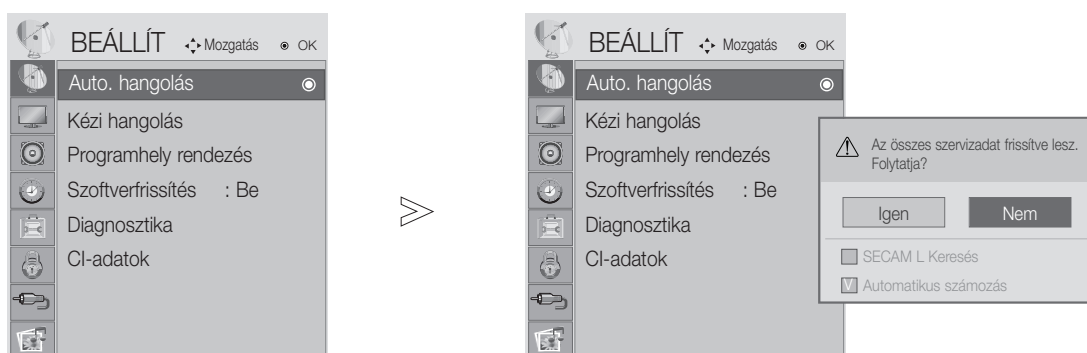 BEÁLLÍT Mozgatás OK
Auto. hangolás
Kézi hangolás
Programhely rendezés
Szoftverfrissítés : Be
Diagnosztika
CI-adatok
BEÁLLÍT Mozgatás OK
Auto. hangolás
Kézi hangolás
Programhely rendezés
Szoftverfrissítés : Be
Diagnosztika
CI-adatok
Az összes szervizadat frissítve lesz.
Folytatja?
Igen Nem
SECAM L Keresés
V Automatikus számozás